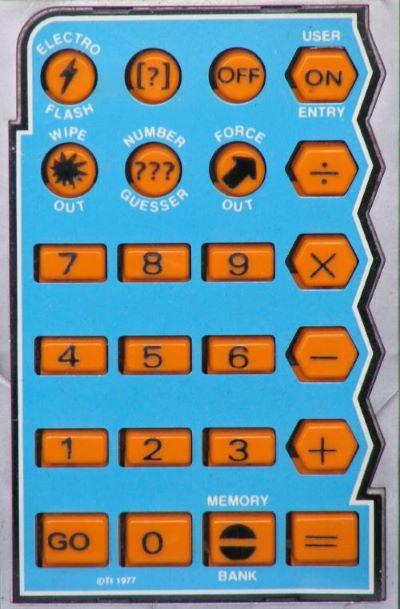 ELECTRO
FLASH
[?]
OFF
USER
ON
ENTRY
WIPE
OUT
NUMBER
???
GUESSER
FORCE
OUT
÷
7 8 9 ×
4 5 6 −
1 2 3 +
MEMORY
GO 0 =
BANK
©TI 1977